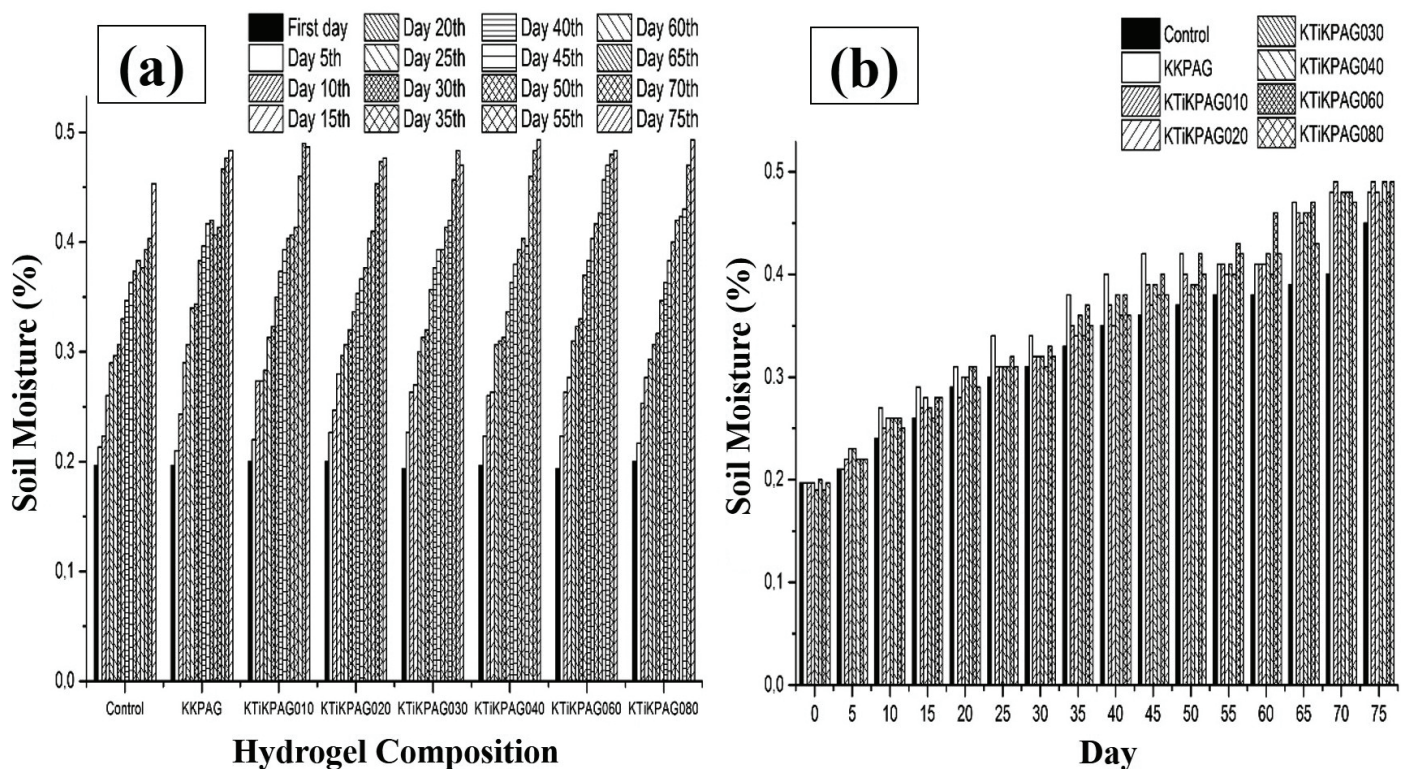 (a)
First day
Day 5th
Day 10th
Day 15th
Day 20th
Day 25th
Day 30th
Day 35th
Day 40th
Day 45th
Day 50th
Day 55th
Day 60th
Day 65th
Day 70th
Day 75th
Soil Moisture (%)
0.5
0.4
0.3
0.2
0.1
0.0
Control KKPAG KTiKPAG010 KTiKPAG020 KTiKPAG030 KTiKPAG040 KTiKPAG060 KTiKPAG080
Hydrogel Composition
(b)
Control
KKPAG
KTiKPAG010
KTiKPAG020
KTiKPAG030
KTiKPAG040
KTiKPAG060
KTiKPAG080
Soil Moisture (%)
0.5
0.4
0.3
0.2
0.1
0.0
0 5 10 15 20 25 30 35 40 45 50 55 60 65 70 75
Day